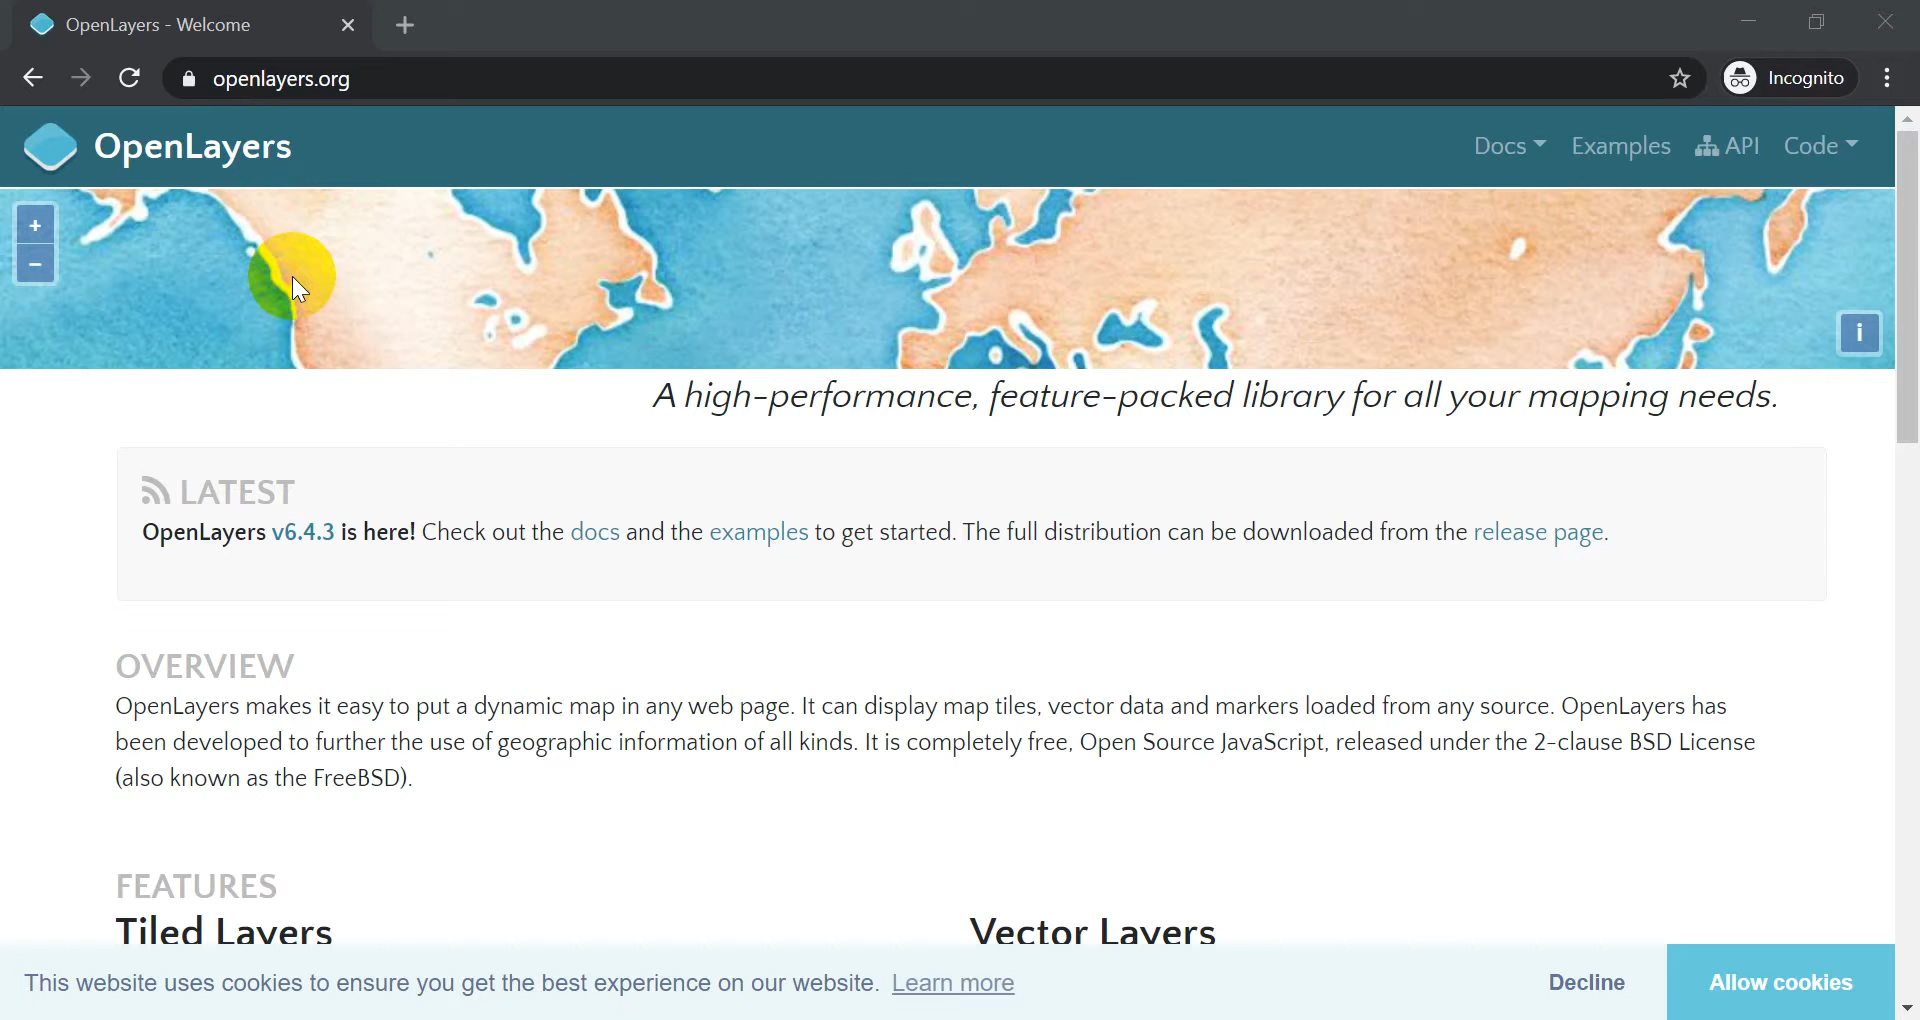 OpenLayers - Welcome
openlayers.org
Incognito
OpenLayers
Docs Examples API Code
+
-
i
A high-performance, feature-packed library for all your mapping needs.
LATEST
OpenLayers v6.4.3 is here! Check out the docs and the examples to get started. The full distribution can be downloaded from the release page.
OVERVIEW
OpenLayers makes it easy to put a dynamic map in any web page. It can display map tiles, vector data and markers loaded from any source. OpenLayers has
been developed to further the use of geographic information of all kinds. It is completely free, Open Source JavaScript, released under the 2-clause BSD License
(also known as the FreeBSD).
FEATURES
Tiled Layers Vector Layers
This website uses cookies to ensure you get the best experience on our website. Learn more Decline Allow cookies